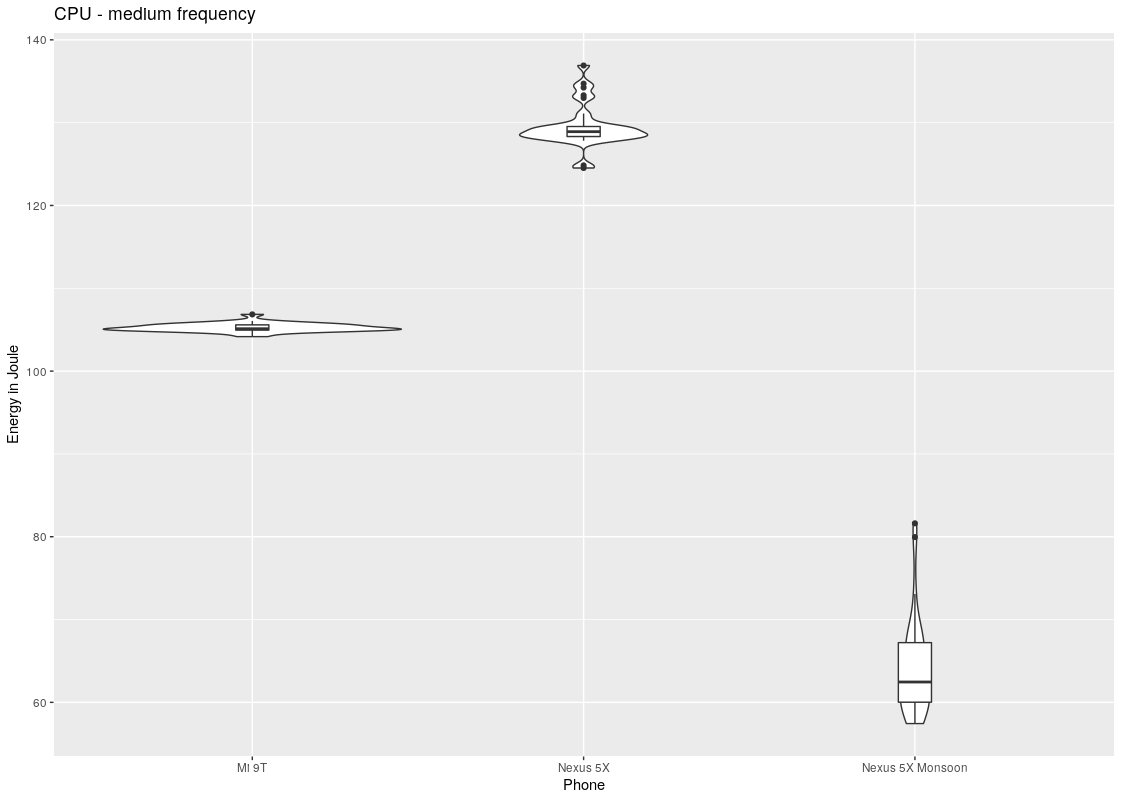 CPU - medium frequency
140
120
100
80
60
Energy in Joule
Mi 9T
Nexus 5X
Nexus 5X Monsoon
Phone